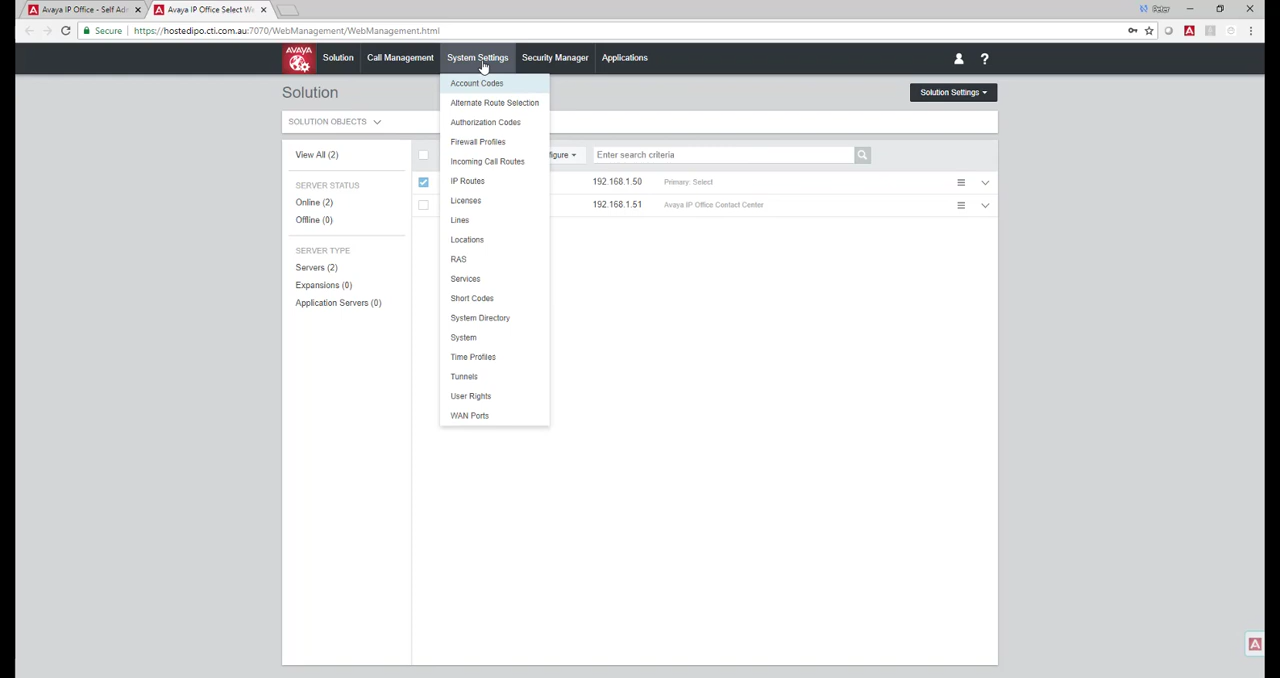 Avaya IP Office - Self Ad
Avaya IP Office Select We
Peter
Secure
https://hostedipo.cti.com.au:7070/WebManagement/WebManagement.html
AVAYA
Solution
Call Management
System Settings
Security Manager
Applications
?
Solution
Solution Settings
SOLUTION OBJECTS
View All (2)
SERVER STATUS
Online (2)
Offline (0)
SERVER TYPE
Servers (2)
Expansions (0)
Application Servers (0)
Account Codes
Alternate Route Selection
Authorization Codes
Firewall Profiles
Incoming Call Routes
IP Routes
Licenses
Lines
Locations
RAS
Services
Short Codes
System Directory
System
Time Profiles
Tunnels
User Rights
WAN Ports
figure
Enter search criteria
192.168.1.50 Primary: Select
192.168.1.51 Avaya IP Office Contact Center